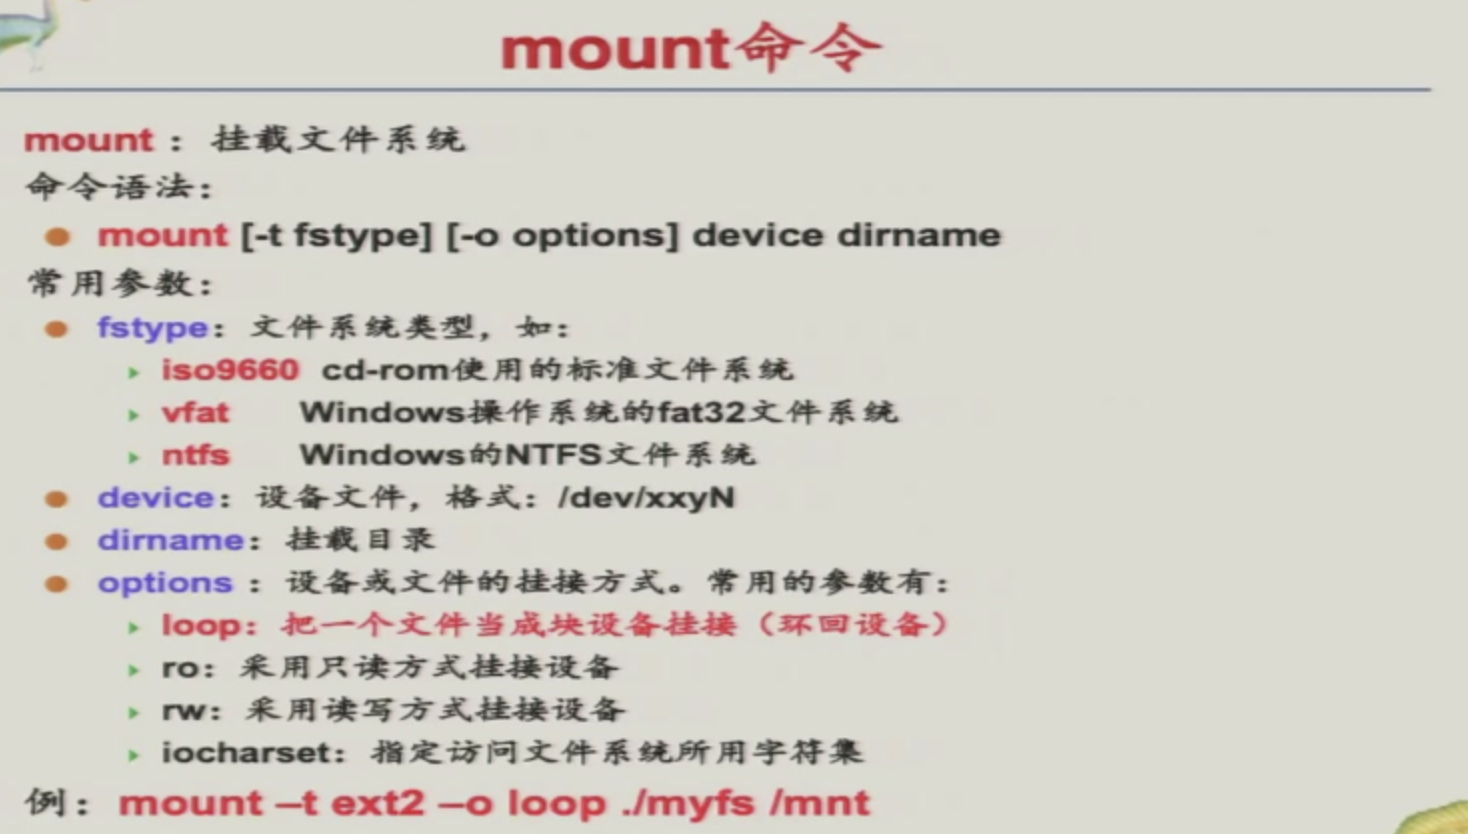 mount命令
mount : 挂载文件系统
命令语法:
mount [-t fstype] [-o options] device dirname
常用参数:
fstype: 文件系统类型, 如:
iso9660 cd-rom使用的标准文件系统
vfat Windows操作系统的fat32文件系统
ntfs Windows的NTFS文件系统
device: 设备文件, 格式: /dev/xxyN
dirname: 挂载目录
options : 设备或文件的挂接方式。常用的参数有:
loop: 把一个文件当成块设备挂接（环回设备）
ro: 采用只读方式挂接设备
rw: 采用读写方式挂接设备
iocharset: 指定访问文件系统所用字符集
例: mount –t ext2 –o loop ./myfs /mnt